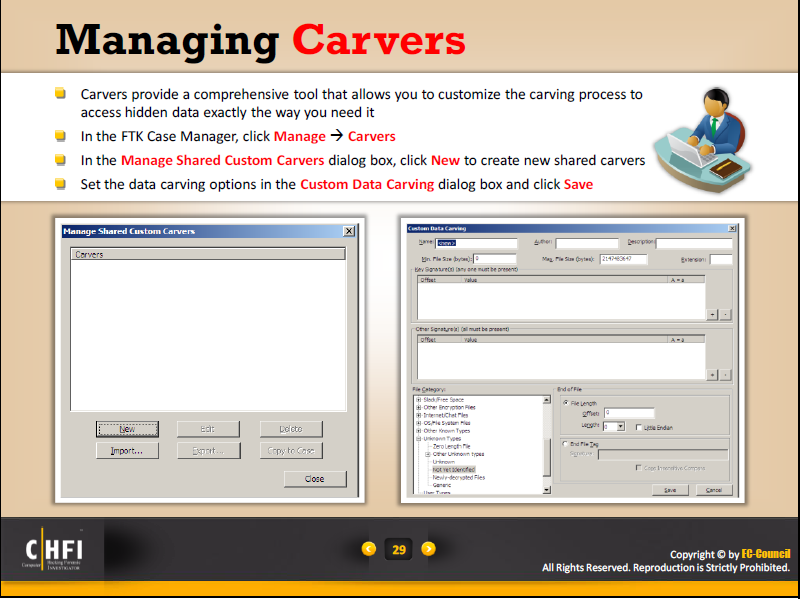 Managing Carvers
Carvers provide a comprehensive tool that allows you to customize the carving process to
access hidden data exactly the way you need it
In the FTK Case Manager, click Manage → Carvers
In the Manage Shared Custom Carvers dialog box, click New to create new shared carvers
Set the data carving options in the Custom Data Carving dialog box and click Save
Manage Shared Custom Carvers
Carvers
New Edit Delete
Import... Export... Copy to Case
Close
Custom Data Carving
Name: <new> Author: Description:
Min. File Size (bytes): 0 Max. File Size (bytes): 2147483647 Extension:
Key Signature(s) (any one must be present)
Offset Value A = a
+ -
Other Signature(s) (all must be present)
Offset Value A = a
+ -
File Category:
Slack/Free Space
Other Encryption Files
Internet/Chat Files
OS/File System Files
Other Known Types
Unknown Types
Zero Length File
Other Unknown Types
Unknown
Not Yet Identified
Newly-decrypted Files
Generic
User Types
End of File
File Length
Offset: 0
Length: 0 Little Endian
End File Tag
Signature:
Case Insensitive Compare
Save Cancel
CHFI
Computer Hacking Forensic
INVESTIGATOR
29
Copyright © by EC-Council
All Rights Reserved. Reproduction is Strictly Prohibited.